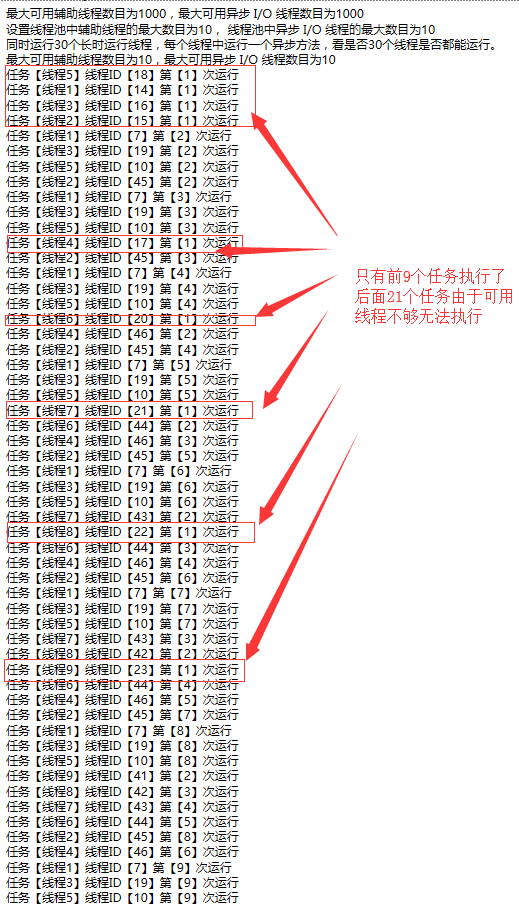 最大可用辅助线程数目为1000，最大可用异步 I/O 线程数目为1000
设置线程池中辅助线程的最大数目为10， 线程池中异步 I/O 线程的最大数目为10
同时运行30个长时运行线程，每个线程中运行一个异步方法，看是否30个线程是否都能运行。
最大可用辅助线程数目为10，最大可用异步 I/O 线程数目为10
任务【线程5】线程ID【18】第【1】次运行
任务【线程1】线程ID【14】第【1】次运行
任务【线程3】线程ID【16】第【1】次运行
任务【线程2】线程ID【15】第【1】次运行
任务【线程1】线程ID【7】第【2】次运行
任务【线程3】线程ID【19】第【2】次运行
任务【线程5】线程ID【10】第【2】次运行
任务【线程2】线程ID【45】第【2】次运行
任务【线程1】线程ID【7】第【3】次运行
任务【线程3】线程ID【19】第【3】次运行
任务【线程5】线程ID【10】第【3】次运行
任务【线程4】线程ID【17】第【1】次运行
任务【线程2】线程ID【45】第【3】次运行
任务【线程1】线程ID【7】第【4】次运行
任务【线程3】线程ID【19】第【4】次运行
任务【线程5】线程ID【10】第【4】次运行
任务【线程6】线程ID【20】第【1】次运行
任务【线程4】线程ID【46】第【2】次运行
任务【线程2】线程ID【45】第【4】次运行
任务【线程1】线程ID【7】第【5】次运行
任务【线程3】线程ID【19】第【5】次运行
任务【线程5】线程ID【10】第【5】次运行
任务【线程7】线程ID【21】第【1】次运行
任务【线程6】线程ID【44】第【2】次运行
任务【线程4】线程ID【46】第【3】次运行
任务【线程2】线程ID【45】第【5】次运行
任务【线程1】线程ID【7】第【6】次运行
任务【线程3】线程ID【19】第【6】次运行
任务【线程5】线程ID【10】第【6】次运行
任务【线程7】线程ID【43】第【2】次运行
任务【线程8】线程ID【22】第【1】次运行
任务【线程6】线程ID【44】第【3】次运行
任务【线程4】线程ID【46】第【4】次运行
任务【线程2】线程ID【45】第【6】次运行
任务【线程1】线程ID【7】第【7】次运行
任务【线程3】线程ID【19】第【7】次运行
任务【线程5】线程ID【10】第【7】次运行
任务【线程7】线程ID【43】第【3】次运行
任务【线程8】线程ID【42】第【2】次运行
任务【线程9】线程ID【23】第【1】次运行
任务【线程6】线程ID【44】第【4】次运行
任务【线程4】线程ID【46】第【5】次运行
任务【线程2】线程ID【45】第【7】次运行
任务【线程1】线程ID【7】第【8】次运行
任务【线程3】线程ID【19】第【8】次运行
任务【线程5】线程ID【10】第【8】次运行
任务【线程9】线程ID【41】第【2】次运行
任务【线程8】线程ID【42】第【3】次运行
任务【线程7】线程ID【43】第【4】次运行
任务【线程6】线程ID【44】第【5】次运行
任务【线程2】线程ID【45】第【8】次运行
任务【线程4】线程ID【46】第【6】次运行
任务【线程1】线程ID【7】第【9】次运行
任务【线程3】线程ID【19】第【9】次运行
任务【线程5】线程ID【10】第【9】次运行
只有前9个任务执行了
后面21个任务由于可用
线程不够无法执行